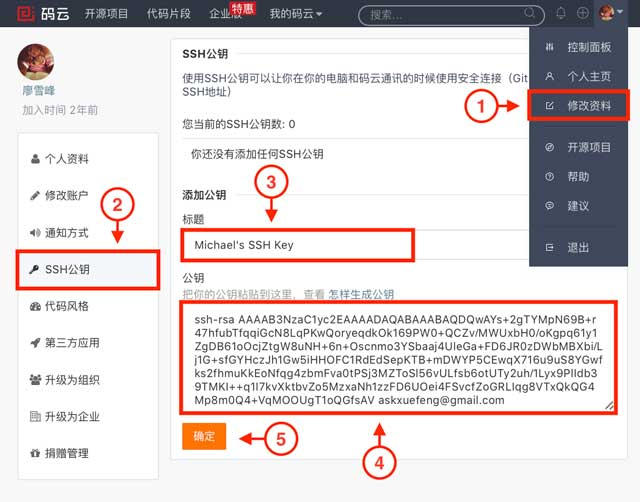 码云 开源项目 代码片段 企业版 特惠 我的码云 搜索...
廖雪峰
加入时间 2年前
个人资料
修改账户
2
通知方式
SSH公钥
代码风格
第三方应用
升级为组织
升级为企业
捐赠管理
SSH公钥
使用SSH公钥可以让你在你的电脑和码云通讯的时候使用安全连接（Git
SSH地址）
您当前的SSH公钥数: 0
你还没有添加任何SSH公钥
3
添加公钥
标题
Michael's SSH Key
公钥
把你的公钥粘贴到这里，查看 怎样生成公钥
ssh-rsa AAAAB3NzaC1yc2EAAAADAQABAAABAQDQwAYs+2gTYMpN69B+r
47hfubTfqqiGcN8LqPKwQoryeqdkOk169PW0+QCZv/MWUxbH0/oKgpq61y1
ZgDB61oOcjZtgW8uNH+6n+Oscnmo3YSbaaj4UleGa+FD6JR0zDWbMBXbi/L
j1G+sfGYHczJh1Gw5iHHOFC1RdEdSepKTB+mDWYP5CEwqX716u9uS8YGwf
ks2fhmuKkEoNfqg4zbmFva0tPSj3MZToSl56vULfsb6otUTy2uh/1Lyx9PIIdb3
9TMKI++q1I7kvXktbvZo5MzxaNh1zzFD6UOei4FSvcfZoGRLlqg8VTxQkQG4
Mp8m0Q4+VqMOOUgT1oQGfsAV askxuefeng@gmail.com
确定
5
4
控制面板
个人主页
1
修改资料
开源项目
帮助
建议
退出